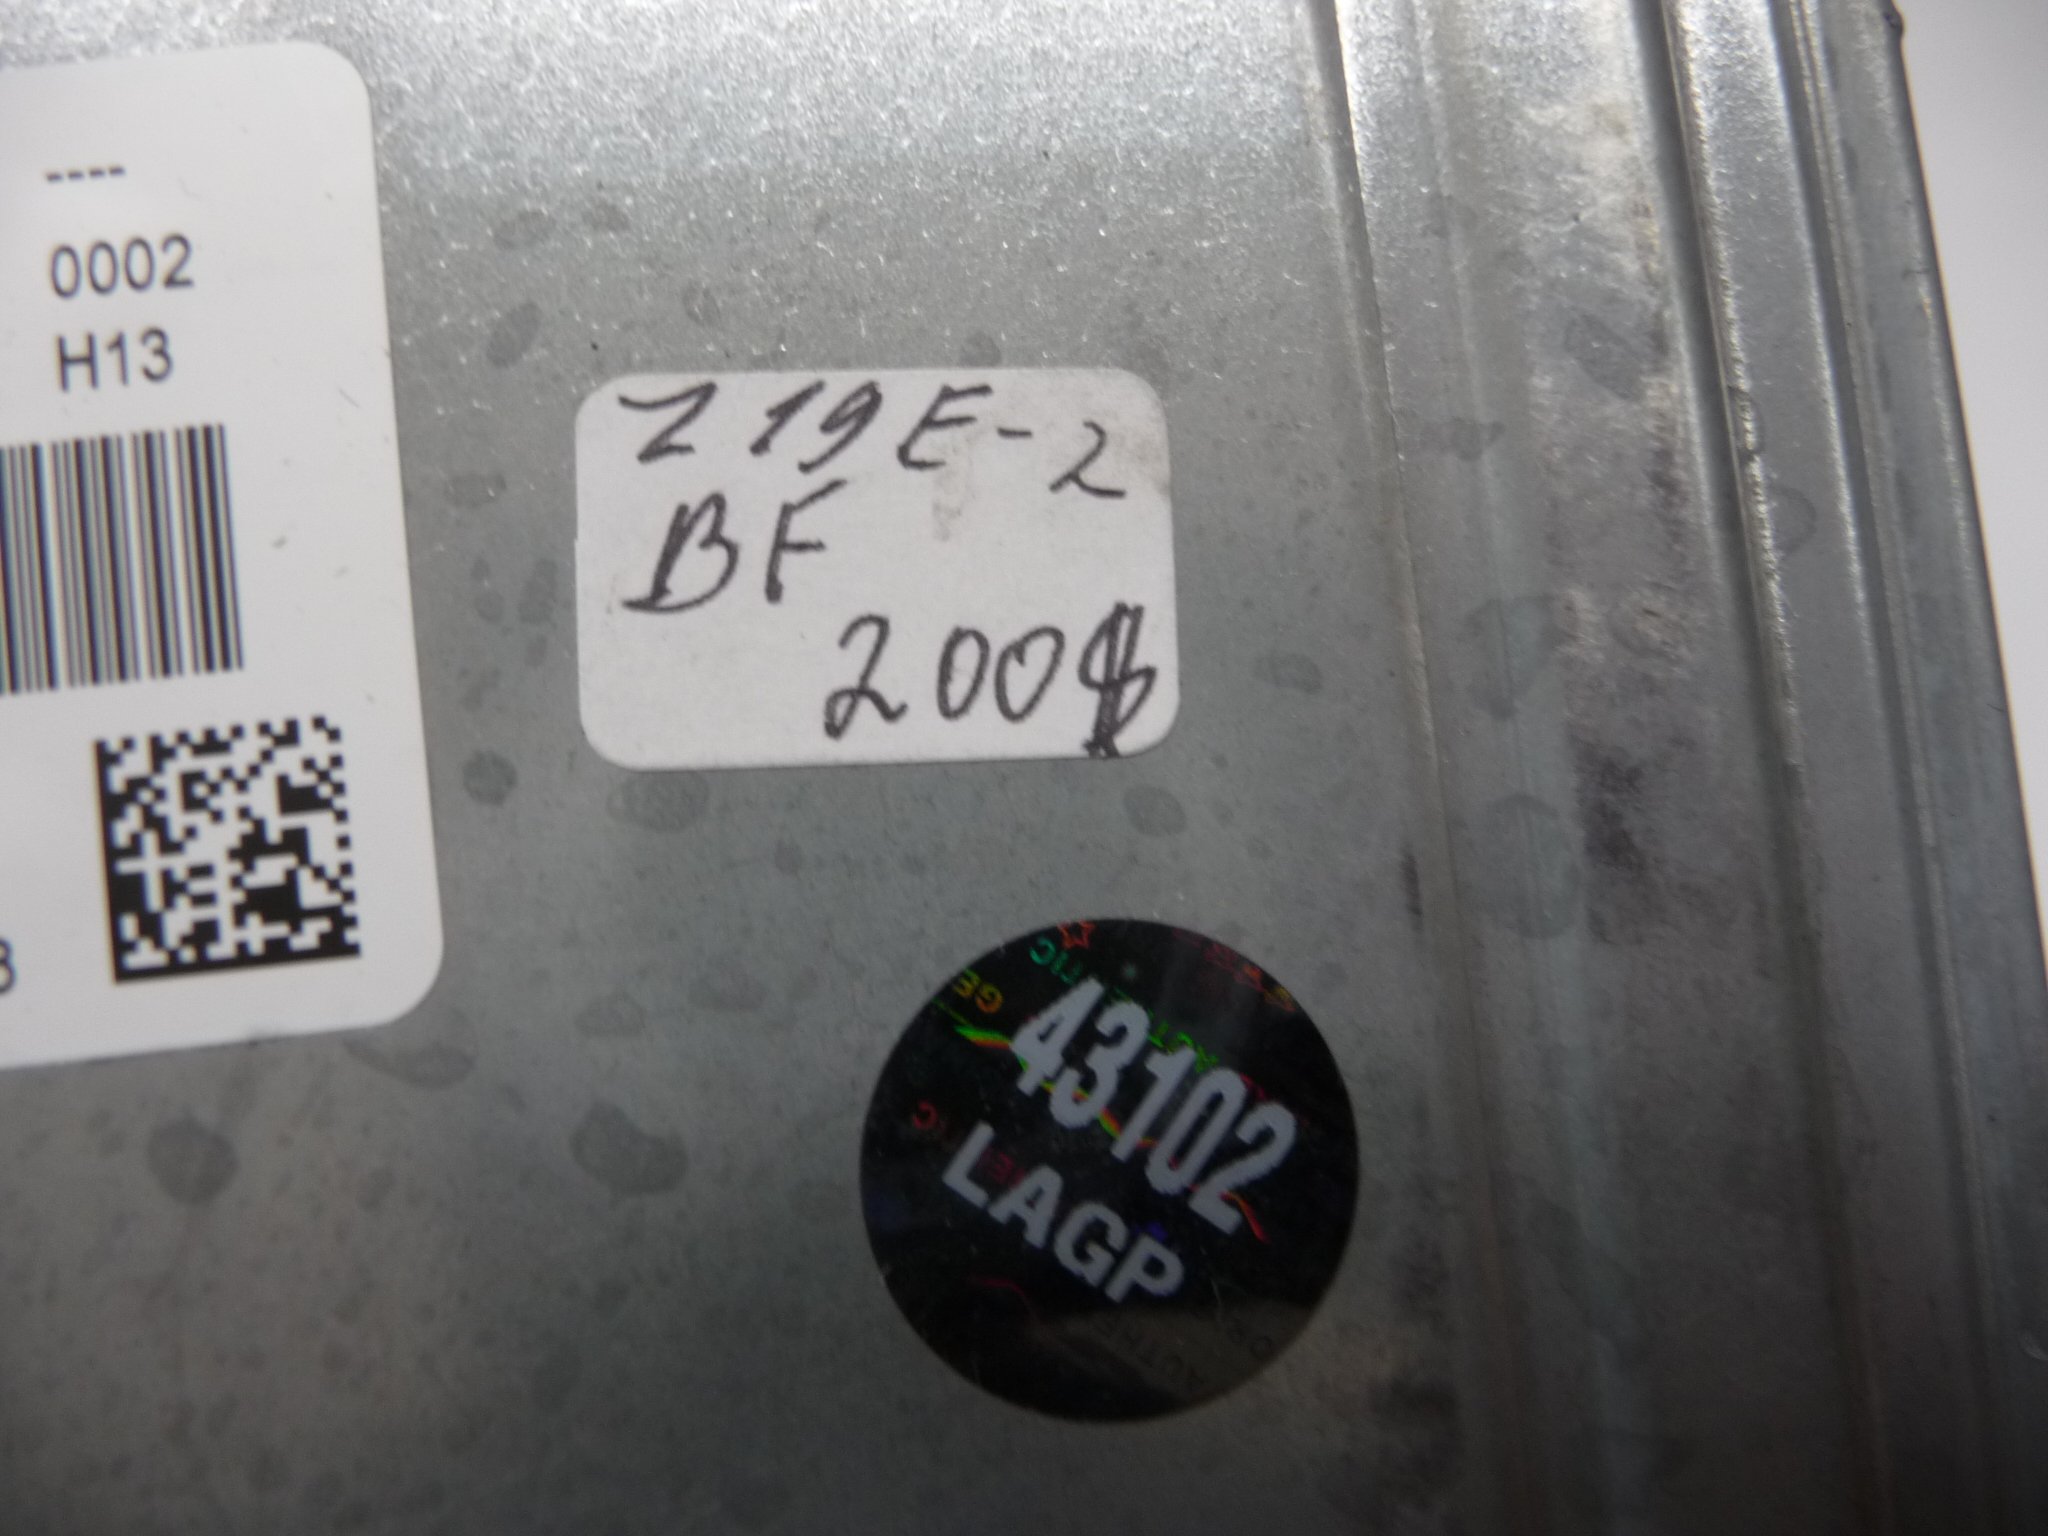 ----
0002
H13
Z19E-2
BF
200$
43102
LAGP